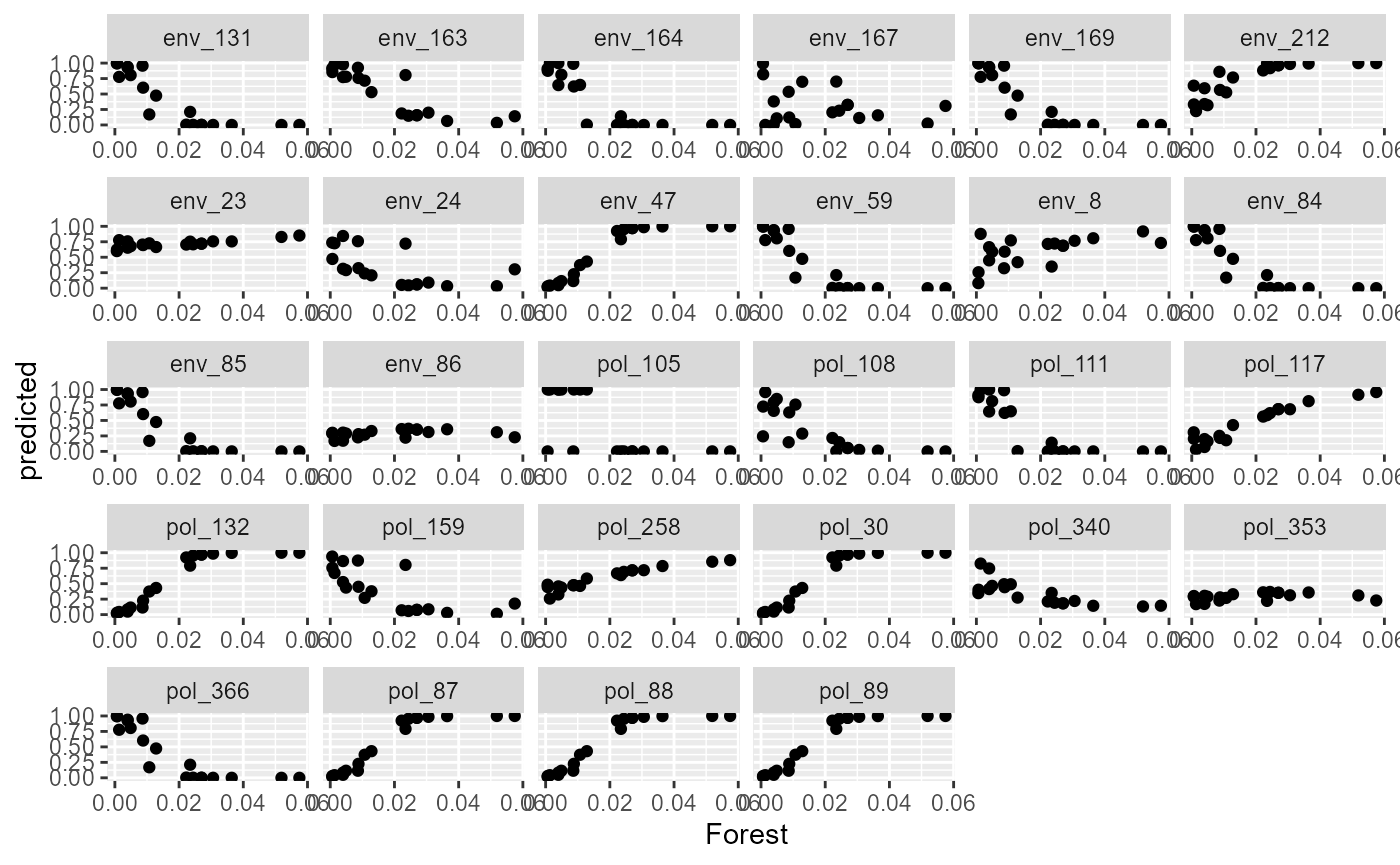 env_131 env_163 env_164 env_167 env_169 env_212
1.00
0.75
0.50
0.25
0.00
0.00 0.02 0.04 0.06 0.00 0.02 0.04 0.06 0.00 0.02 0.04 0.06 0.00 0.02 0.04 0.06 0.00 0.02 0.04 0.06 0.00 0.02 0.04 0.06
env_23 env_24 env_47 env_59 env_8 env_84
1.00
0.75
0.50
0.25
0.00
0.00 0.02 0.04 0.06 0.00 0.02 0.04 0.06 0.00 0.02 0.04 0.06 0.00 0.02 0.04 0.06 0.00 0.02 0.04 0.06 0.00 0.02 0.04 0.06
predicted
env_85 env_86 pol_105 pol_108 pol_111 pol_117
1.00
0.75
0.50
0.25
0.00
0.00 0.02 0.04 0.06 0.00 0.02 0.04 0.06 0.00 0.02 0.04 0.06 0.00 0.02 0.04 0.06 0.00 0.02 0.04 0.06 0.00 0.02 0.04 0.06
pol_132 pol_159 pol_258 pol_30 pol_340 pol_353
1.00
0.75
0.50
0.25
0.00
0.00 0.02 0.04 0.06 0.00 0.02 0.04 0.06 0.00 0.02 0.04 0.06 0.00 0.02 0.04 0.06 0.00 0.02 0.04 0.06 0.00 0.02 0.04 0.06
pol_366 pol_87 pol_88 pol_89
1.00
0.75
0.50
0.25
0.00
0.00 0.02 0.04 0.06 0.00 0.02 0.04 0.06 0.00 0.02 0.04 0.06 0.00 0.02 0.04 0.06
Forest